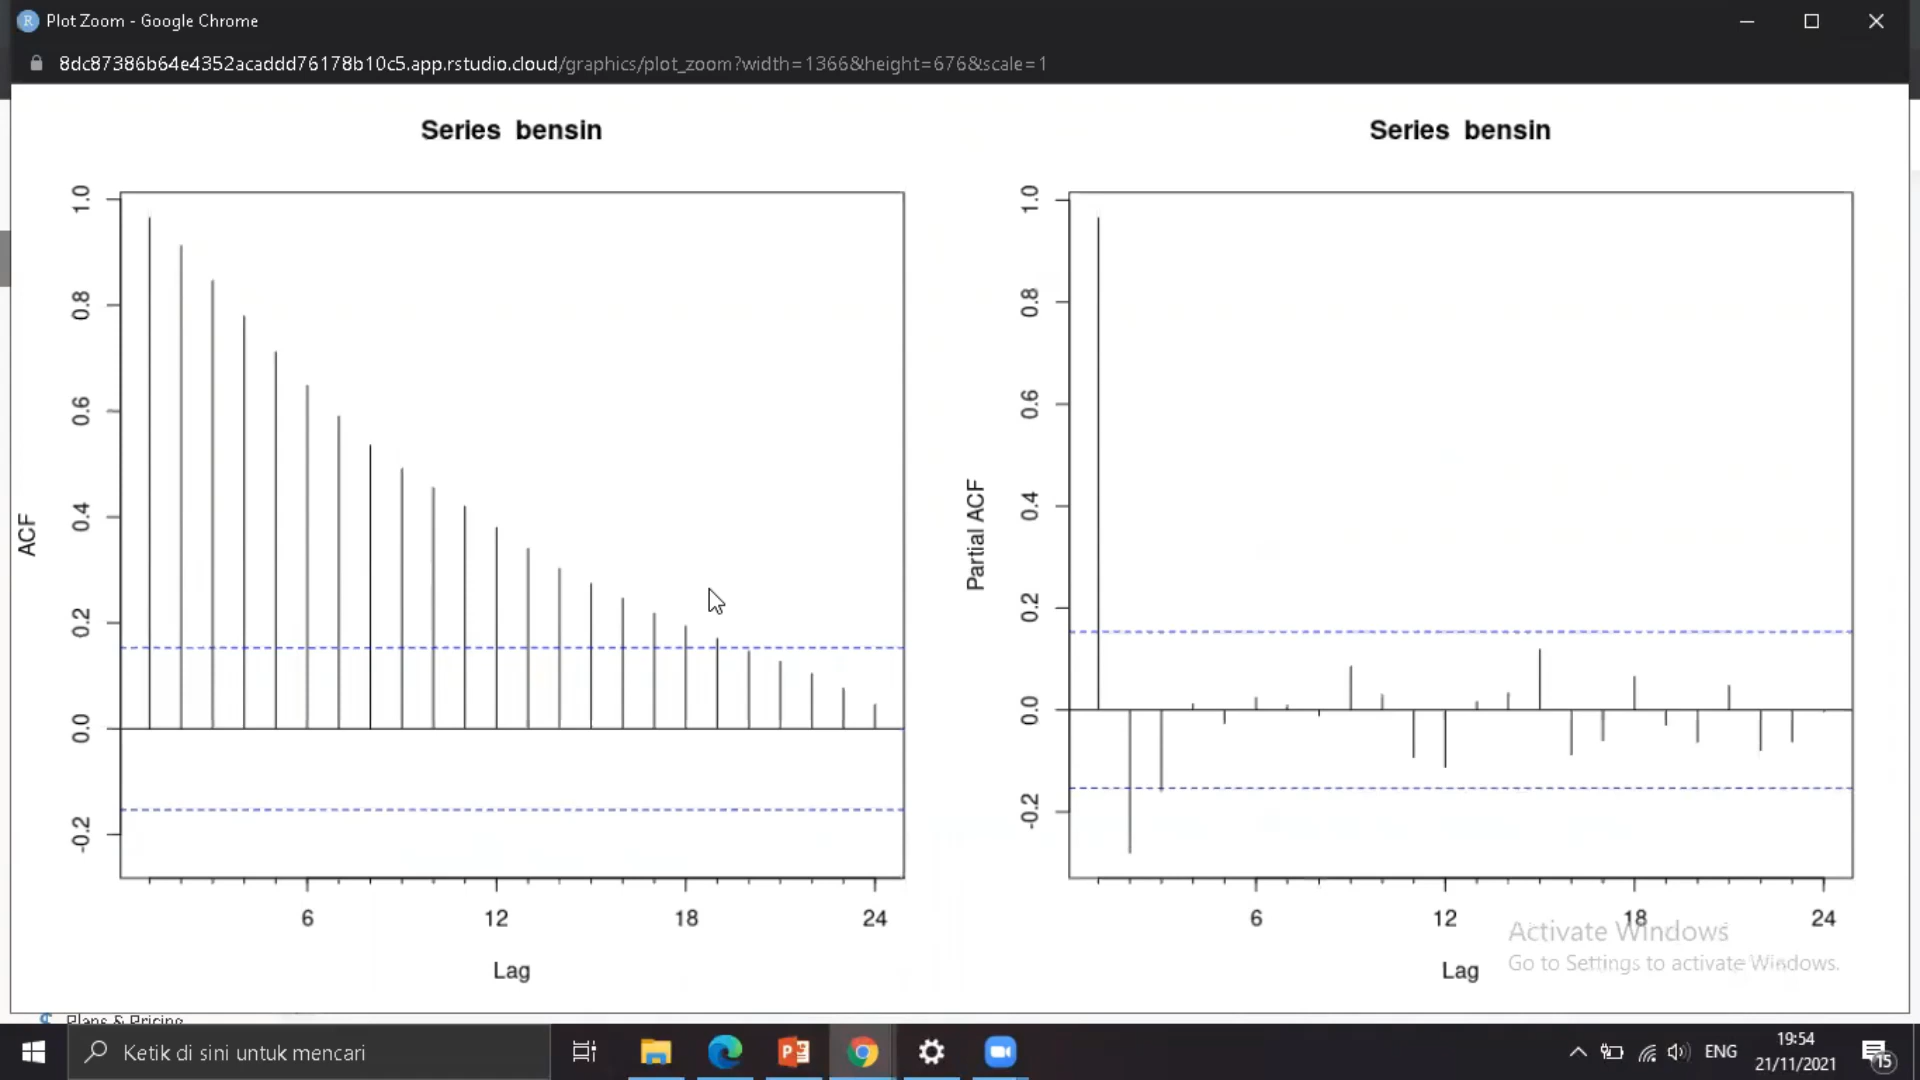 Plot Zoom - Google Chrome
8dc87386b64e4352acaddd76178b10c5.app.rstudio.cloud/graphics/plot_zoom?width=1366&height=676&scale=1
Series bensin
ACF
1.0
0.8
0.6
0.4
0.2
0.0
-0.2
6 12 18 24
Lag
Series bensin
Partial ACF
1.0
0.8
0.6
0.4
0.2
0.0
-0.2
6 12 18 24
Lag
Activate Windows
Go to Settings to activate Windows.
Plans & Pricing
Ketik di sini untuk mencari
ENG
19:54
21/11/2021
15